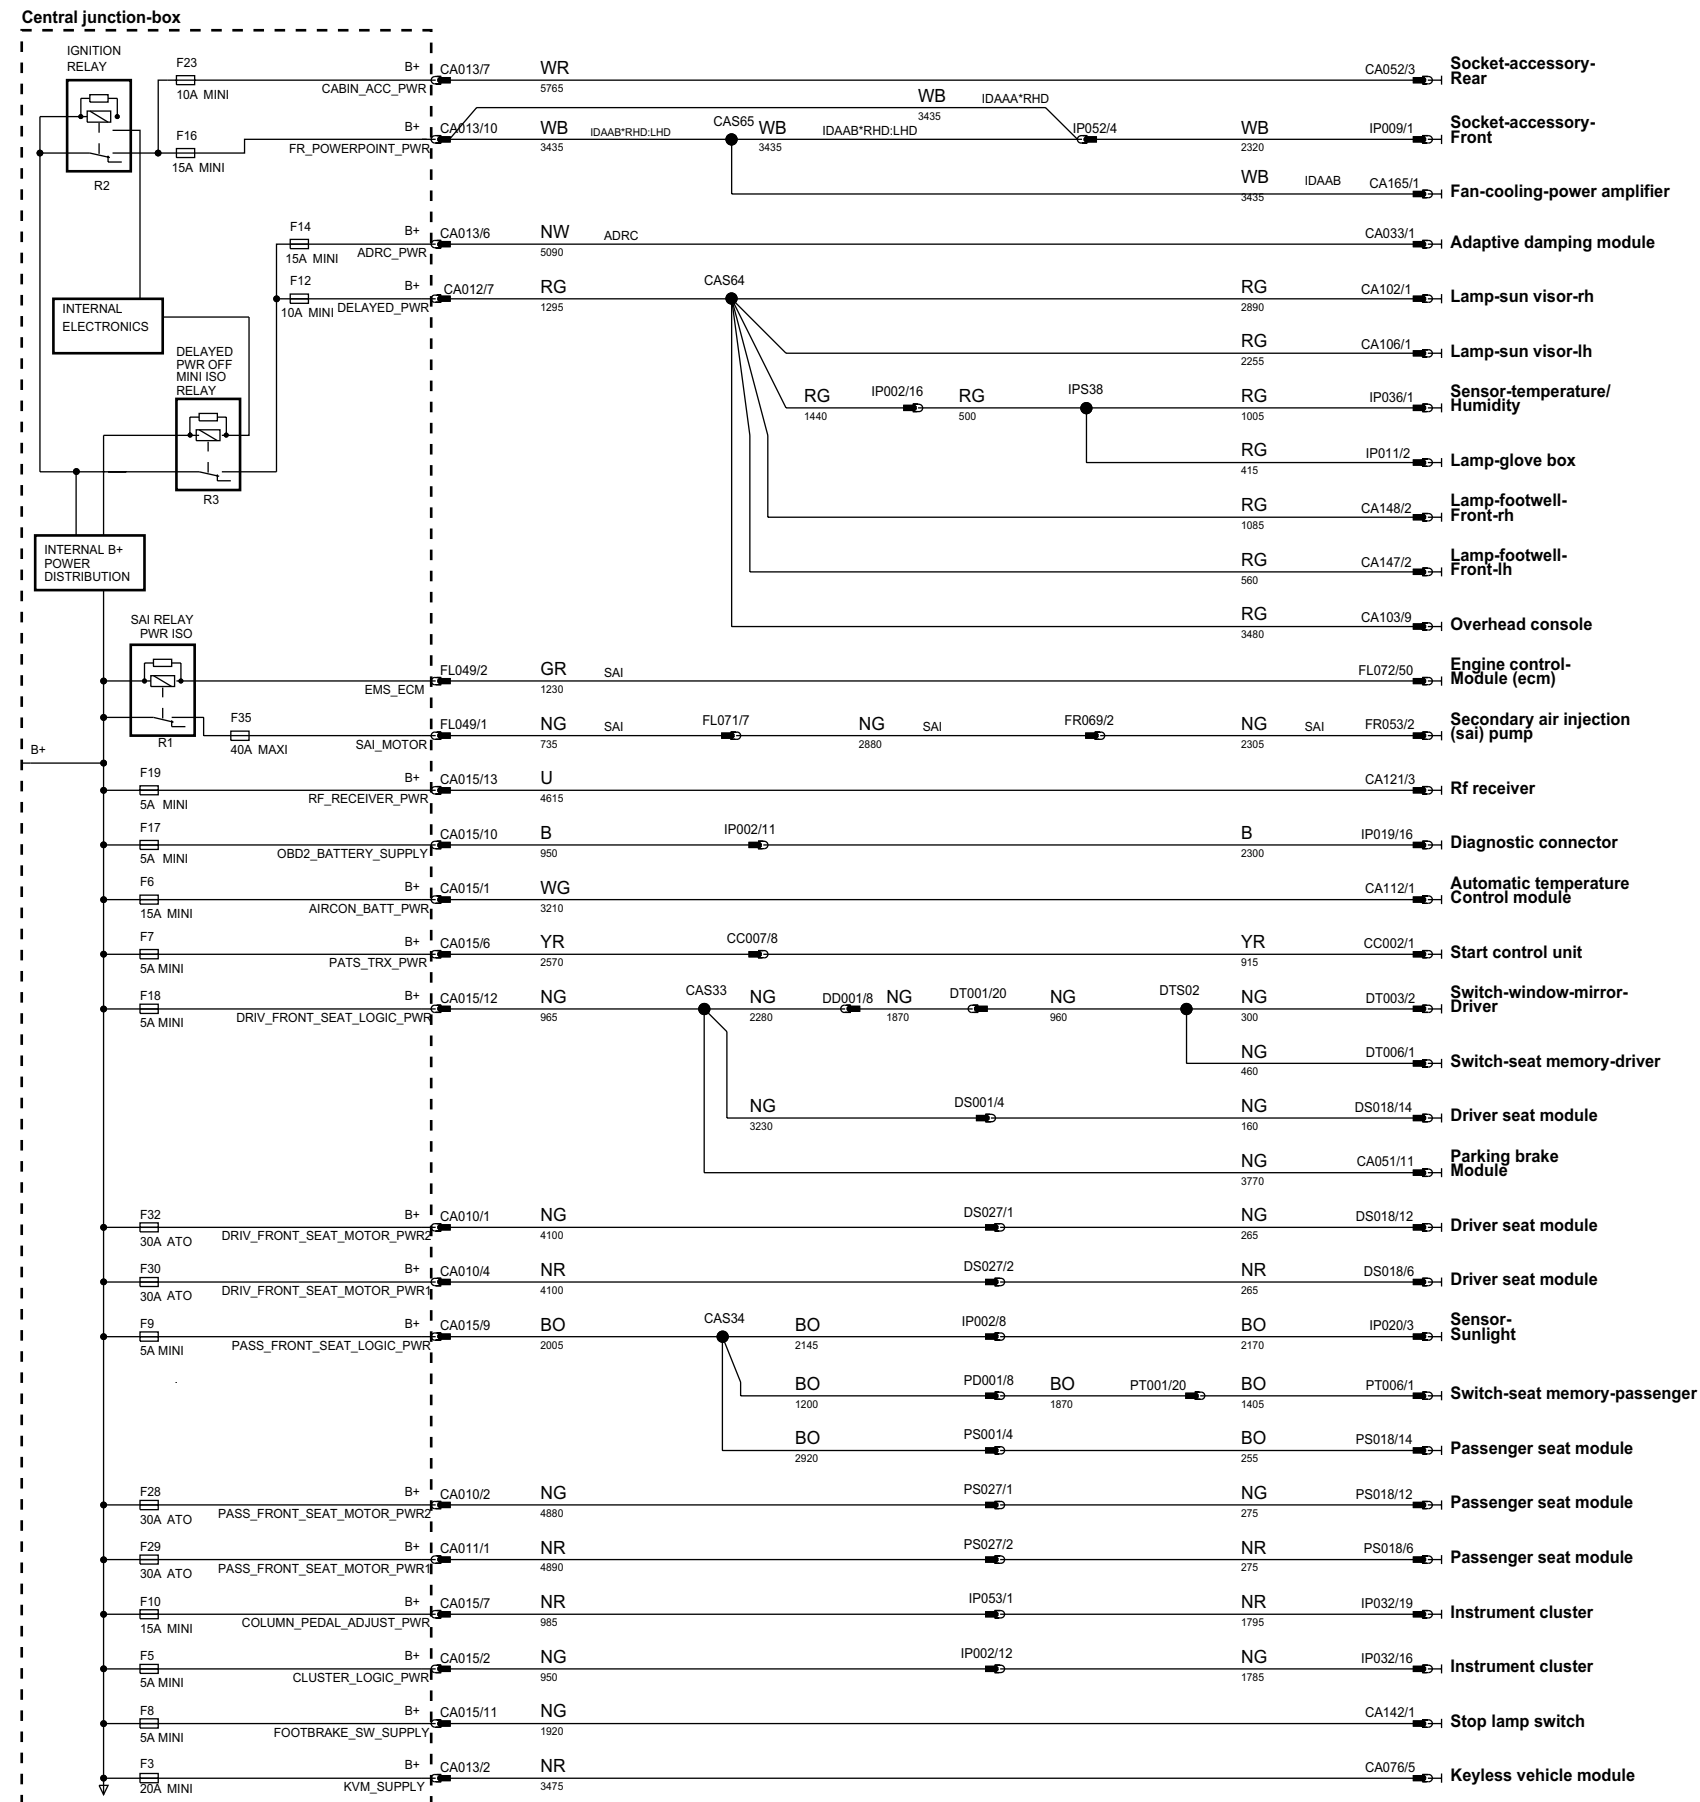 Central junction-box
IGNITION
RELAY
F23
10A MINI
B+
CABIN_ACC_PWR
CA013/7
WR
5765
CA052/3
Socket-accessory-
Rear
WB
3435
IDAAA*RHD
F16
15A MINI
R2
B+
FR_POWERPOINT_PWR
CA013/10
WB
3435
IDAAB*RHD:LHD
CAS65
WB
3435
IDAAB*RHD:LHD
IP052/4
WB
2320
IP009/1
Socket-accessory-
Front
WB
3435
IDAAB
CA165/1
Fan-cooling-power amplifier
F14
15A MINI
B+
ADRC_PWR
CA013/6
NW
5090
ADRC
CA033/1
Adaptive damping module
F12
10A MINI
B+
DELAYED_PWR
CA012/7
RG
1295
CAS64
RG
2890
CA102/1
Lamp-sun visor-rh
INTERNAL
ELECTRONICS
RG
2255
CA106/1
Lamp-sun visor-lh
DELAYED
PWR OFF
MINI ISO
RELAY
R3
RG
1440
IP002/16
RG
500
IPS38
RG
1005
IP036/1
Sensor-temperature/
Humidity
RG
415
IP011/2
Lamp-glove box
RG
1085
CA148/2
Lamp-footwell-
Front-rh
INTERNAL B+
POWER
DISTRIBUTION
RG
560
CA147/2
Lamp-footwell-
Front-lh
RG
3480
CA103/9
Overhead console
SAI RELAY
PWR ISO
R1
EMS_ECM
FL049/2
GR
1230
SAI
FL072/50
Engine control-
Module (ecm)
F35
40A MAXI
SAI_MOTOR
FL049/1
NG
735
SAI
FL071/7
NG
2880
SAI
FR069/2
NG
2305
SAI
FR053/2
Secondary air injection
(sai) pump
B+
F19
5A MINI
B+
RF_RECEIVER_PWR
CA015/13
U
4615
CA121/3
Rf receiver
F17
5A MINI
B+
OBD2_BATTERY_SUPPLY
CA015/10
B
950
IP002/11
B
2300
IP019/16
Diagnostic connector
F6
15A MINI
B+
AIRCON_BATT_PWR
CA015/1
WG
3210
CA112/1
Automatic temperature
Control module
F7
5A MINI
B+
PATS_TRX_PWR
CA015/6
YR
2570
CC007/8
YR
915
CC002/1
Start control unit
F18
5A MINI
B+
DRIV_FRONT_SEAT_LOGIC_PWR
CA015/12
NG
965
CAS33
NG
2280
DD001/8
NG
1870
DT001/20
NG
960
DTS02
NG
300
DT003/2
Switch-window-mirror-
Driver
NG
460
DT006/1
Switch-seat memory-driver
NG
3230
DS001/4
NG
160
DS018/14
Driver seat module
NG
3770
CA051/11
Parking brake
Module
F32
30A ATO
B+
DRIV_FRONT_SEAT_MOTOR_PWR2
CA010/1
NG
4100
DS027/1
NG
265
DS018/12
Driver seat module
F30
30A ATO
B+
DRIV_FRONT_SEAT_MOTOR_PWR1
CA010/4
NR
4100
DS027/2
NR
265
DS018/6
Driver seat module
F9
5A MINI
B+
PASS_FRONT_SEAT_LOGIC_PWR
CA015/9
BO
2005
CAS34
BO
2145
IP002/8
BO
2170
IP020/3
Sensor-
Sunlight
BO
1200
PD001/8
BO
1870
PT001/20
BO
1405
PT006/1
Switch-seat memory-passenger
BO
2920
PS001/4
BO
255
PS018/14
Passenger seat module
F28
30A ATO
B+
PASS_FRONT_SEAT_MOTOR_PWR2
CA010/2
NG
4880
PS027/1
NG
275
PS018/12
Passenger seat module
F29
30A ATO
B+
PASS_FRONT_SEAT_MOTOR_PWR1
CA011/1
NR
4890
PS027/2
NR
275
PS018/6
Passenger seat module
F10
15A MINI
B+
COLUMN_PEDAL_ADJUST_PWR
CA015/7
NR
985
IP053/1
NR
1795
IP032/19
Instrument cluster
F5
5A MINI
B+
CLUSTER_LOGIC_PWR
CA015/2
NG
950
IP002/12
NG
1785
IP032/16
Instrument cluster
F8
5A MINI
B+
FOOTBRAKE_SW_SUPPLY
CA015/11
NG
1920
CA142/1
Stop lamp switch
F3
20A MINI
B+
KVM_SUPPLY
CA013/2
NR
3475
CA076/5
Keyless vehicle module